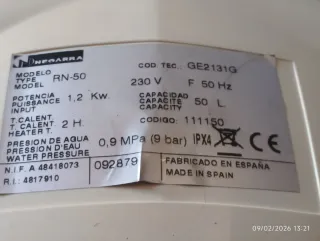 NEGARRA
COD. TEC. GE2131G
MODELO
TYPE RN-50
MODEL
230 V F 50 Hz
POTENCIA
PUISSANCE 1,2 Kw.
INPUT
CAPACIDAD
CAPACITE 50 L.
CAPACITY
T. CALENT.
T. CALENT 2 H.
HEATER T.
CODIGO: 111150
PRESION DE AGUA
PRESSION D'EAU 0,9 MPa (9 bar) IPX4 CE
WATER PRESSURE
N.I.F. A 48418073
R.I.: 4817910
092879
FABRICADO EN ESPAÑA
MADE IN SPAIN
09/02/2026 13:21